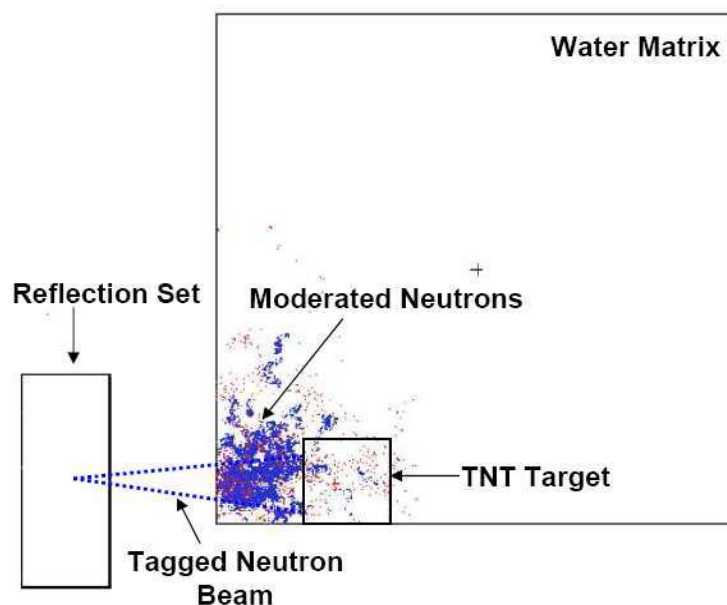 Water Matrix
Reflection Set
Moderated Neutrons
TNT Target
Tagged Neutron
Beam